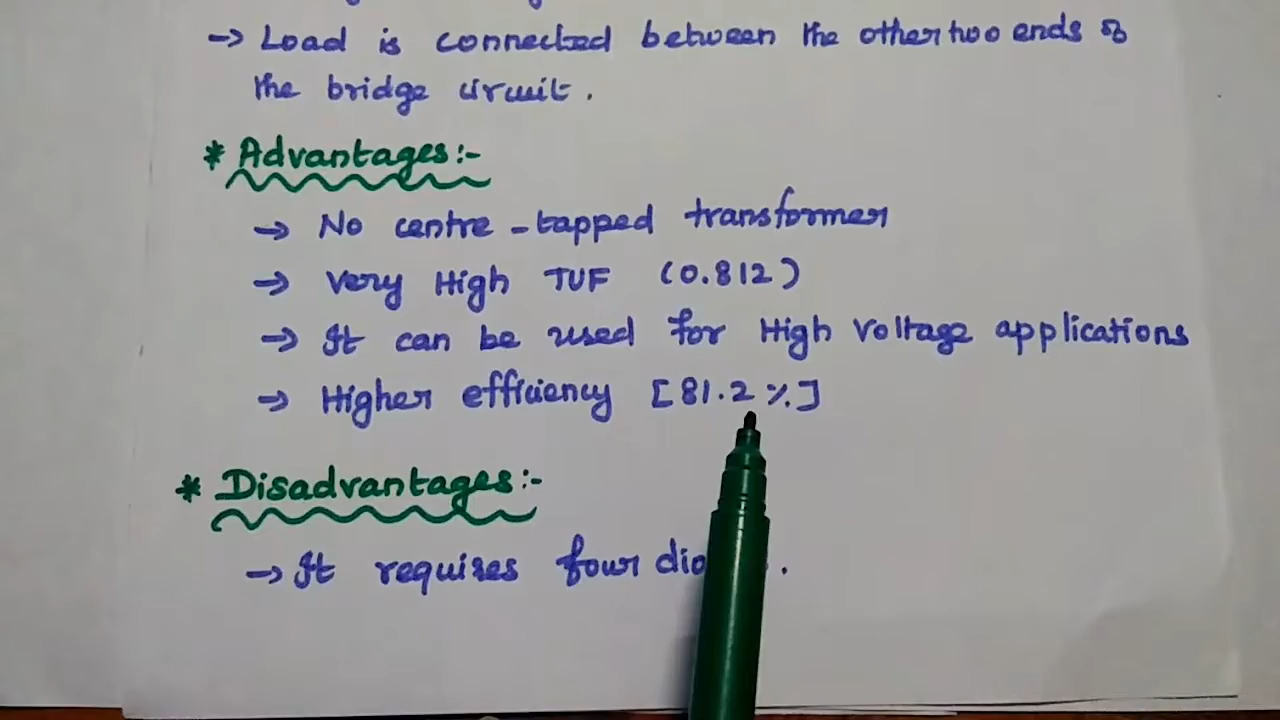 → Load is connected between the other two ends of
the bridge circuit.
* Advantages:-
→ No centre-tapped transformer
→ Very High TUF (0.812)
→ It can be used for High Voltage applications
→ Higher efficiency [81.2%]
* Disadvantages:-
→ It requires four